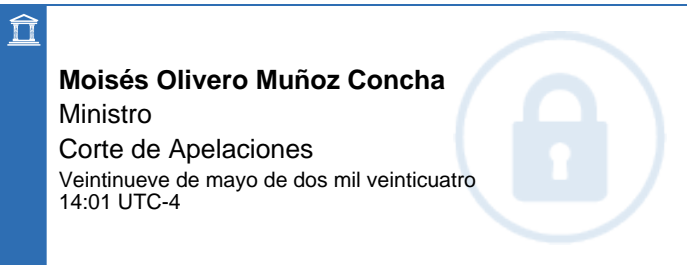 Moisés Olivero Muñoz Concha
Ministro
Corte de Apelaciones
Veintinueve de mayo de dos mil veinticuatro
14:01 UTC-4